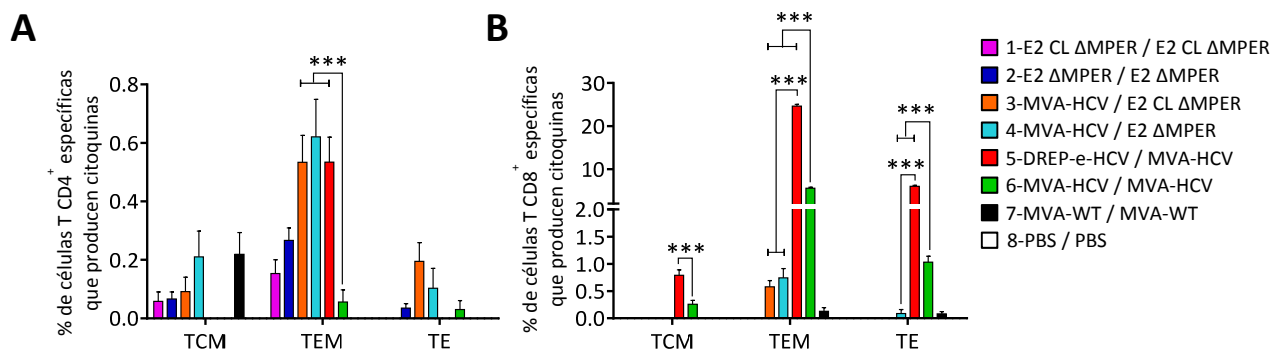 A
% de células T CD4+ específicas
que producen citoquinas
0.8
0.6
0.4
0.2
0.0
***
TCM
TEM
TE
B
% de células T CD8+ específicas
que producen citoquinas
30
25
20
10
2.0
1.0
0.5
0.0
***
***
***
***
***
TCM
TEM
TE
1-E2 CL ΔMPER / E2 CL ΔMPER
2-E2 ΔMPER / E2 ΔMPER
3-MVA-HCV / E2 CL ΔMPER
4-MVA-HCV / E2 ΔMPER
5-DREP-e-HCV / MVA-HCV
6-MVA-HCV / MVA-HCV
7-MVA-WT / MVA-WT
8-PBS / PBS